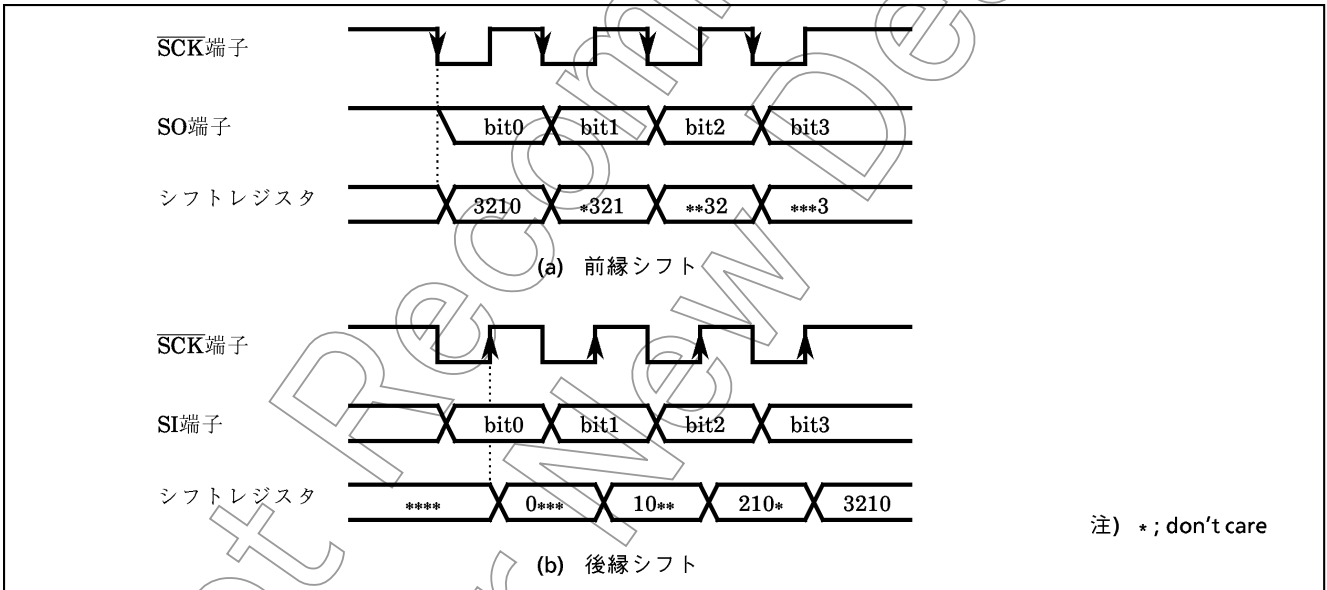 SCK端子
SO端子 bit0 bit1 bit2 bit3
シフトレジスタ 3210 *321 **32 ***3
(a) 前縁シフト
SCK端子
SI端子 bit0 bit1 bit2 bit3
シフトレジスタ **** 0*** 10** 210* 3210
注) * ; don't care
(b) 後縁シフト